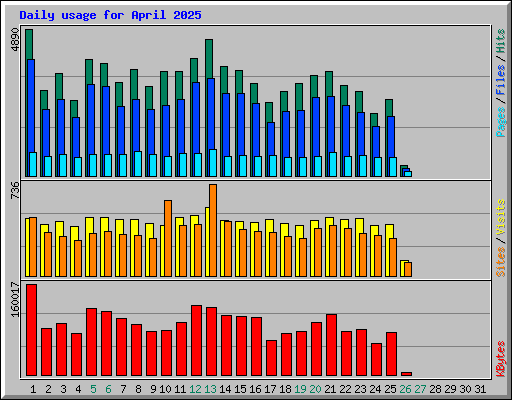 Daily usage for April 2025
4890
Pages / Files / Hits
736
Sites / Visits
160017
KBytes
1 2 3 4 5 6 7 8 9 10 11 12 13 14 15 16 17 18 19 20 21 22 23 24 25 26 27 28 29 30 31